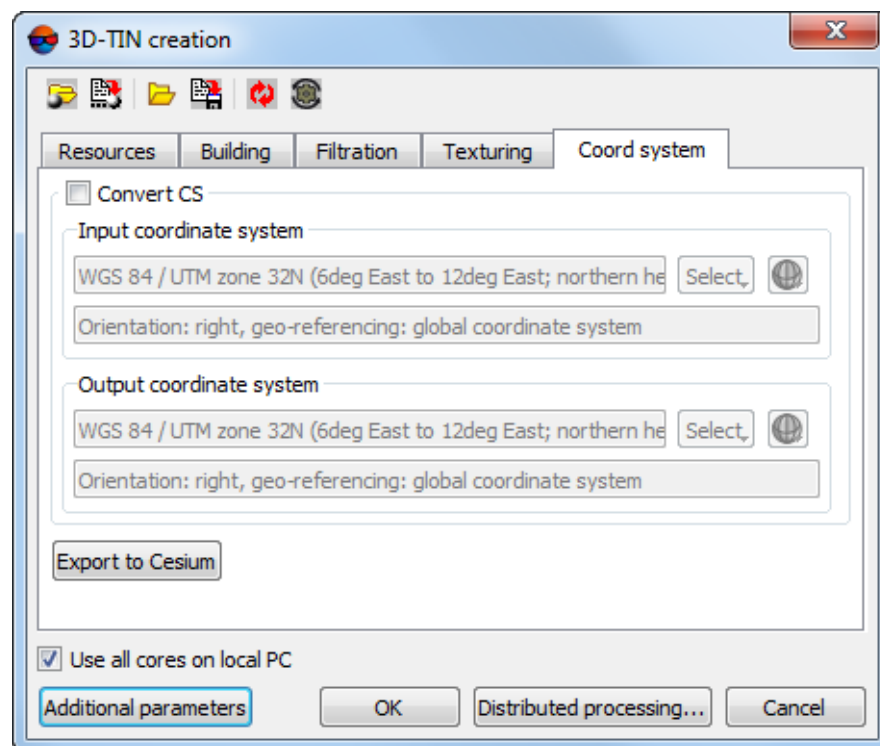 3D-TIN creation
Resources Building Filtration Texturing Coord system
Convert CS
Input coordinate system
WGS 84 / UTM zone 32N (6deg East to 12deg East; northern he Select
Orientation: right, geo-referencing: global coordinate system
Output coordinate system
WGS 84 / UTM zone 32N (6deg East to 12deg East; northern he Select
Orientation: right, geo-referencing: global coordinate system
Export to Cesium
Use all cores on local PC
Additional parameters OK Distributed processing... Cancel